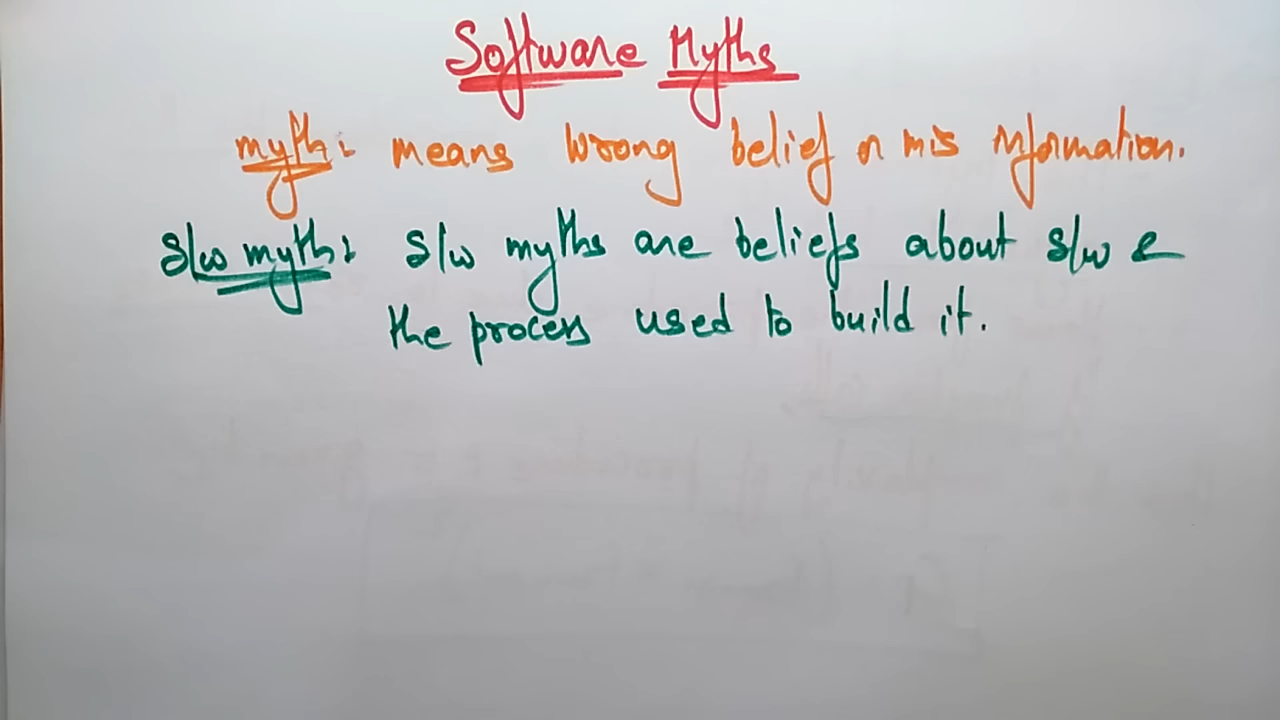 Software Myths
myth: means wrong belief or mis information.
S/w myth: S/w myths are beliefs about S/w &
the process used to build it.